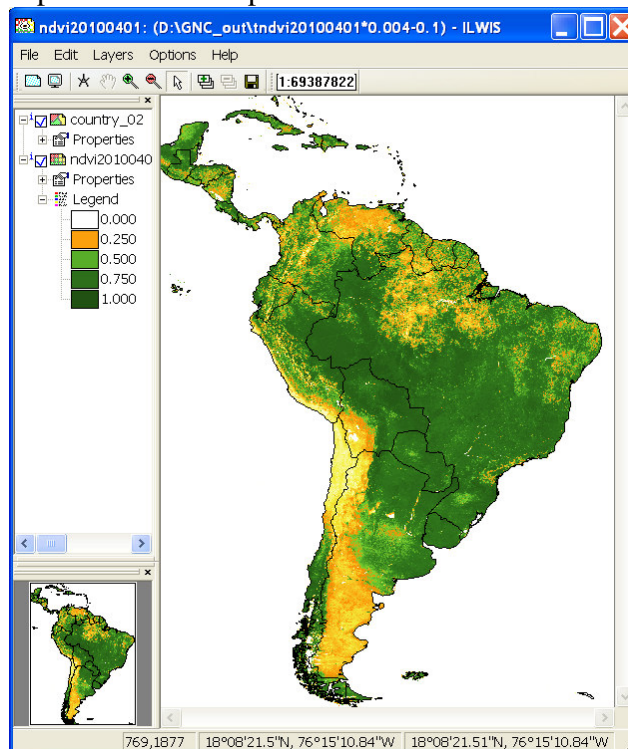 ndvi20100401: (D:\GNC_out\tndvi20100401*0.004-0.1) - ILWIS
File Edit Layers Options Help
1:69387822
country_02
Properties
ndvi2010040
Properties
Legend
0.000
0.250
0.500
0.750
1.000
769,1877 18°08'21.5"N, 76°15'10.84"W 18°08'21.51"N, 76°15'10.84"W